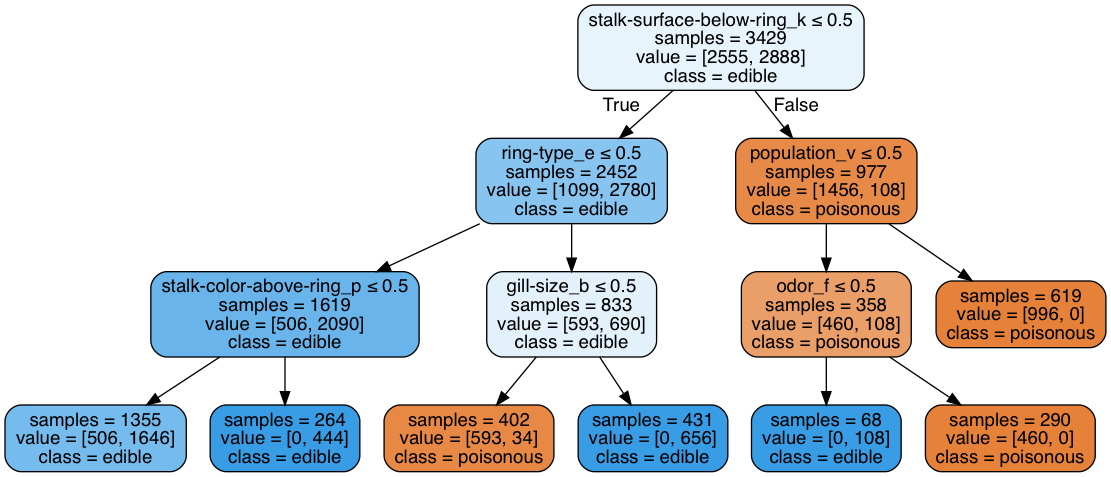 stalk-surface-below-ring_k ≤ 0.5
samples = 3429
value = [2555, 2888]
class = edible
True
False
ring-type_e ≤ 0.5
samples = 2452
value = [1099, 2780]
class = edible
population_v ≤ 0.5
samples = 977
value = [1456, 108]
class = poisonous
stalk-color-above-ring_p ≤ 0.5
samples = 1619
value = [506, 2090]
class = edible
gill-size_b ≤ 0.5
samples = 833
value = [593, 690]
class = edible
odor_f ≤ 0.5
samples = 358
value = [460, 108]
class = poisonous
samples = 619
value = [996, 0]
class = poisonous
samples = 1355
value = [506, 1646]
class = edible
samples = 264
value = [0, 444]
class = edible
samples = 402
value = [593, 34]
class = poisonous
samples = 431
value = [0, 656]
class = edible
samples = 68
value = [0, 108]
class = edible
samples = 290
value = [460, 0]
class = poisonous